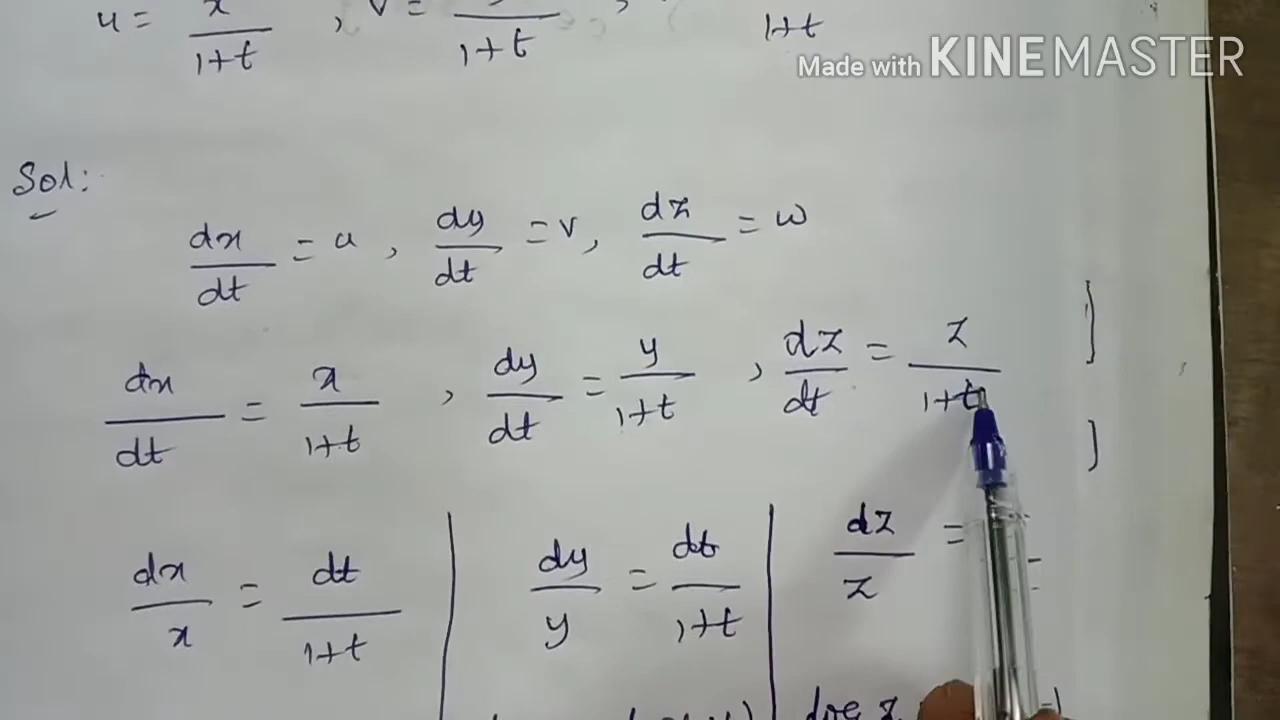 u = x/1+t , v = /1+t , 1+t
Made with KINEMASTER
Sol:
dx/dt = u , dy/dt = v, dz/dt = w
dx/dt = x/1+t , dy/dt = y/1+t , dz/dt = z/1+t
dx/x = dt/1+t | dy/y = dt/1+t | dz/z =
log z